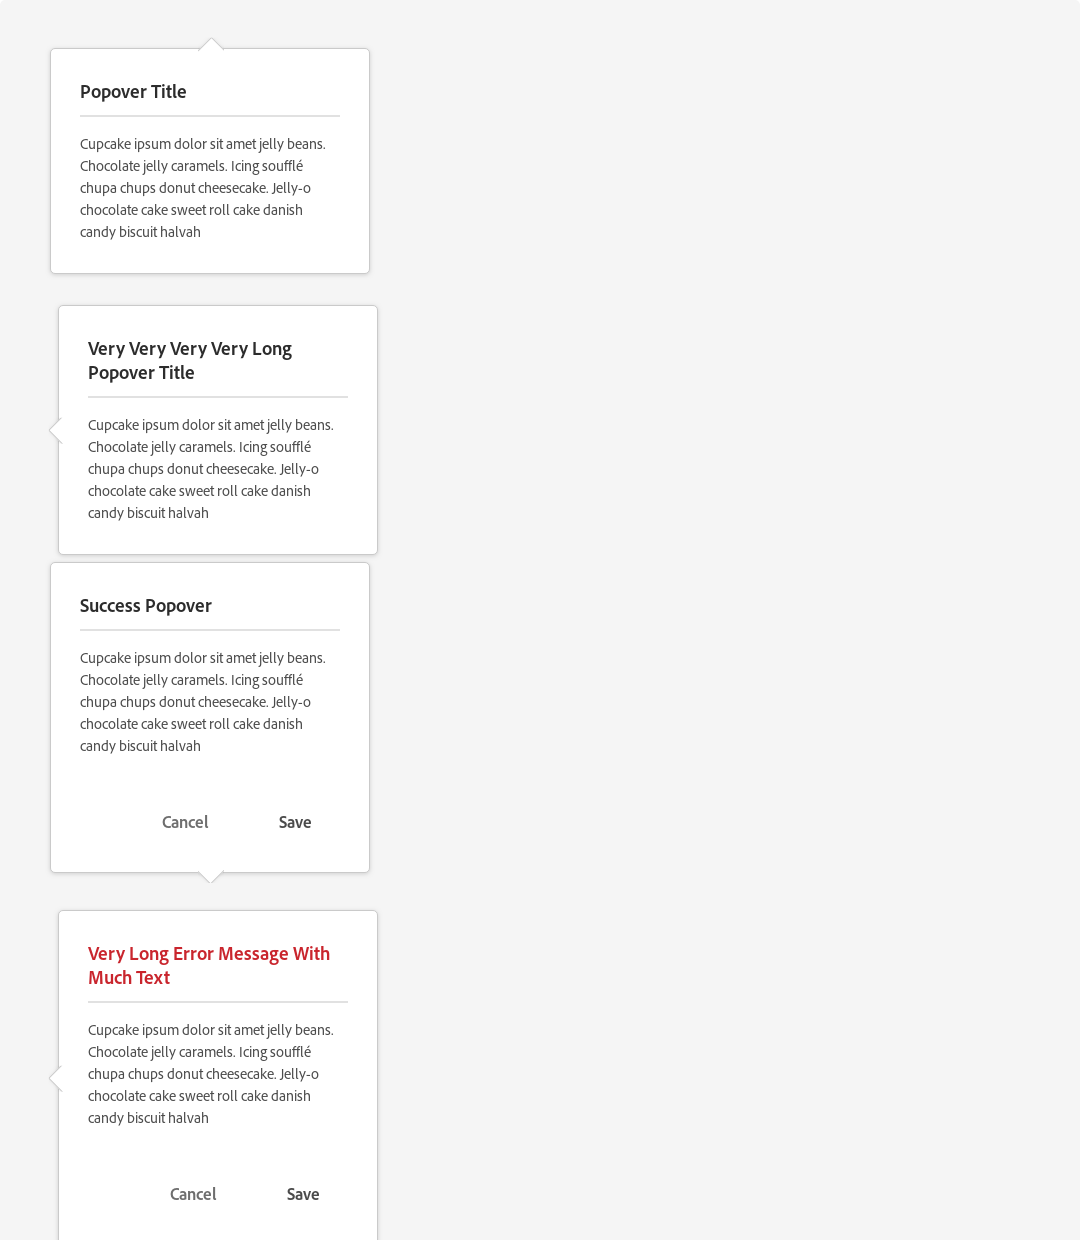 Popover Title
Cupcake ipsum dolor sit amet jelly beans.
Chocolate jelly caramels. Icing soufflé
chupa chups donut cheesecake. Jelly-o
chocolate cake sweet roll cake danish
candy biscuit halvah
Very Very Very Very Long
Popover Title
Cupcake ipsum dolor sit amet jelly beans.
Chocolate jelly caramels. Icing soufflé
chupa chups donut cheesecake. Jelly-o
chocolate cake sweet roll cake danish
candy biscuit halvah
Success Popover
Cupcake ipsum dolor sit amet jelly beans.
Chocolate jelly caramels. Icing soufflé
chupa chups donut cheesecake. Jelly-o
chocolate cake sweet roll cake danish
candy biscuit halvah
Cancel Save
Very Long Error Message With
Much Text
Cupcake ipsum dolor sit amet jelly beans.
Chocolate jelly caramels. Icing soufflé
chupa chups donut cheesecake. Jelly-o
chocolate cake sweet roll cake danish
candy biscuit halvah
Cancel Save